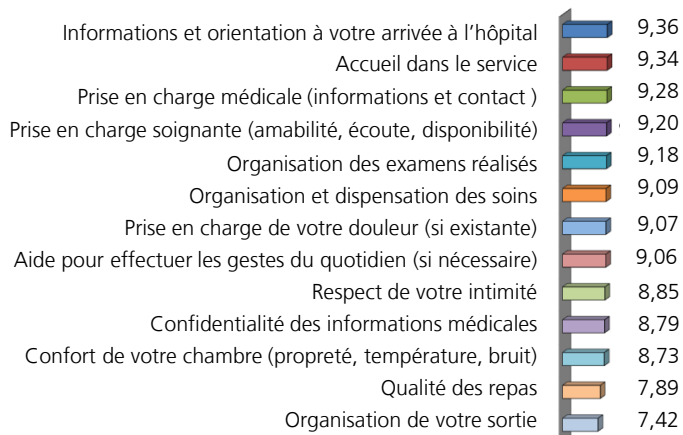 Informations et orientation à votre arrivée à l’hôpital 9,36
Accueil dans le service 9,34
Prise en charge médicale (informations et contact ) 9,28
Prise en charge soignante (amabilité, écoute, disponibilité) 9,20
Organisation des examens réalisés 9,18
Organisation et dispensation des soins 9,09
Prise en charge de votre douleur (si existante) 9,07
Aide pour effectuer les gestes du quotidien (si nécessaire) 9,06
Respect de votre intimité 8,85
Confidentialité des informations médicales 8,79
Confort de votre chambre (propreté, température, bruit) 8,73
Qualité des repas 7,89
Organisation de votre sortie 7,42